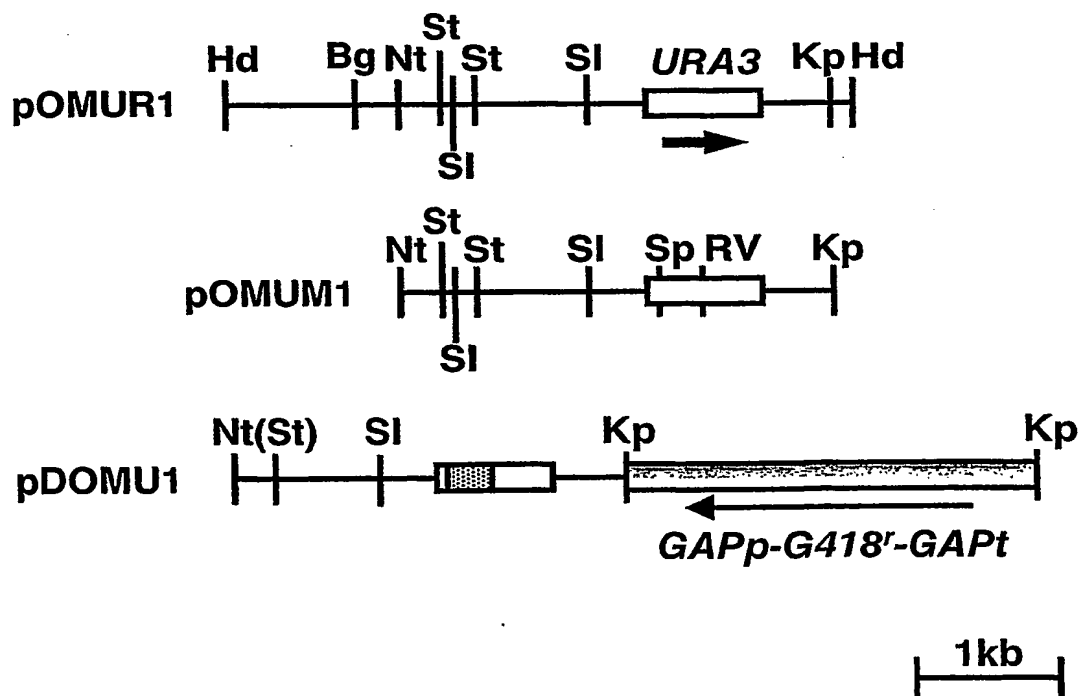 St
Hd Bg Nt St Sl URA3 Kp Hd
pOMUR1
Sl
St
Nt St Sl Sp RV Kp
pOMUM1
Sl
Nt(St) Sl Kp Kp
pDOMU1
GAPp-G418ʳ-GAPt
1kb